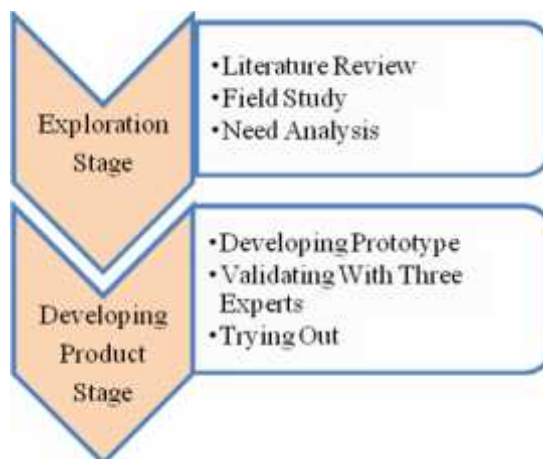 Exploration
Stage
•Literature Review
•Field Study
•Need Analysis
Developing
Product
Stage
•Developing Prototype
•Validating With Three
Experts
•Trying Out